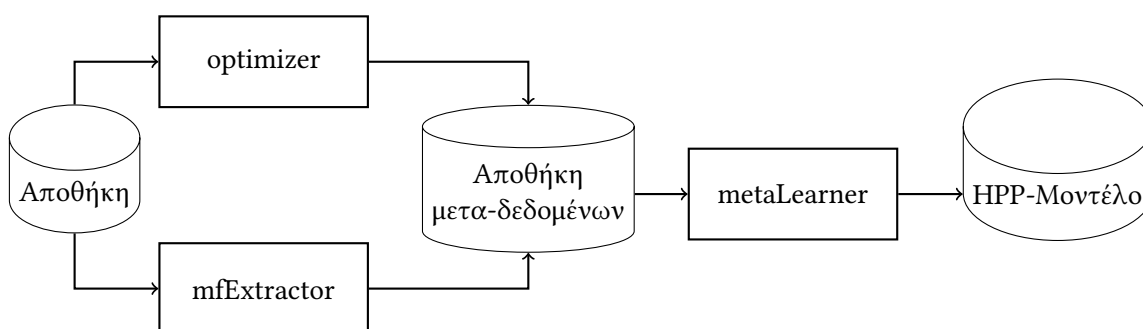 optimizer
Αποθήκη
mfExtractor
Αποθήκη
μετα-δεδομένων
metaLearner
HPP-Μοντέλο